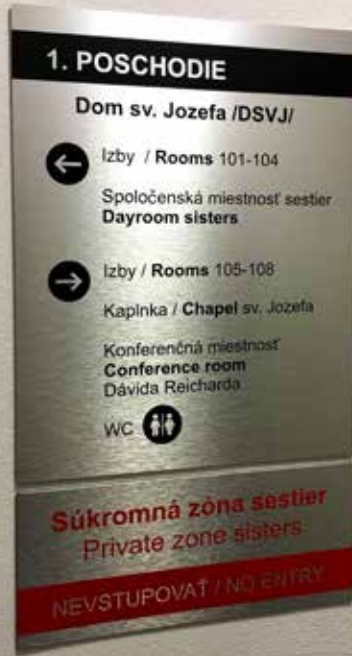 1. POSCHODIE
Dom sv. Jozefa /DSVJ/
Izby / Rooms 101-104
Spoločenská miestnosť sestier
Dayroom sisters
Izby / Rooms 105-108
Kaplnka / Chapel sv. Jozefa
Konferenčná miestnosť
Conference room
Dávida Reicharda
WC
Súkromná zóna sestier
Private zone sisters
NEVSTUPOVAŤ / NO ENTRY